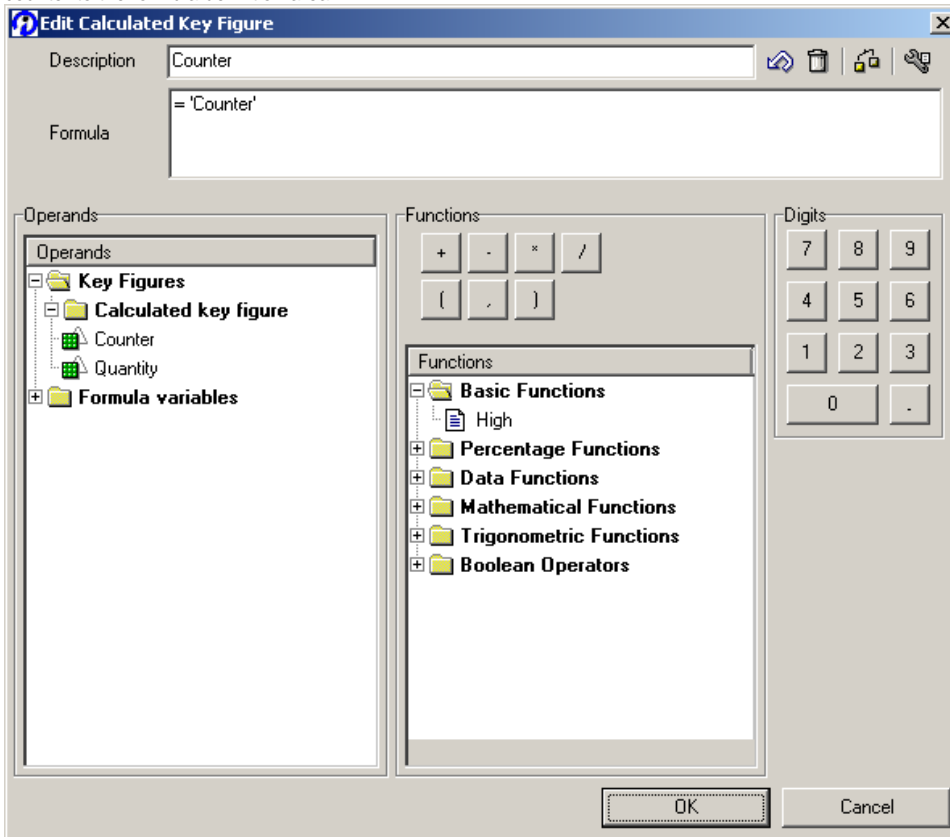 Edit Calculated Key Figure
Description
Counter
Formula
= 'Counter'
Operands
Operands
Key Figures
Calculated key figure
Counter
Quantity
Formula variables
Functions
+ - * /
( , )
Functions
Basic Functions
High
Percentage Functions
Data Functions
Mathematical Functions
Trigonometric Functions
Boolean Operators
Digits
7 8 9
4 5 6
1 2 3
0 .
OK
Cancel